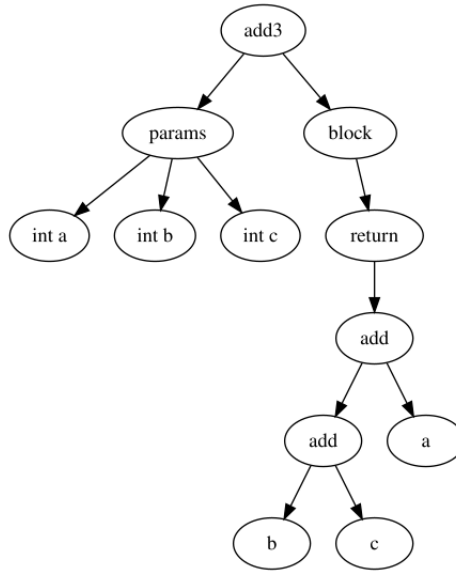 add3
params
block
int a
int b
int c
return
add
add
a
b
c